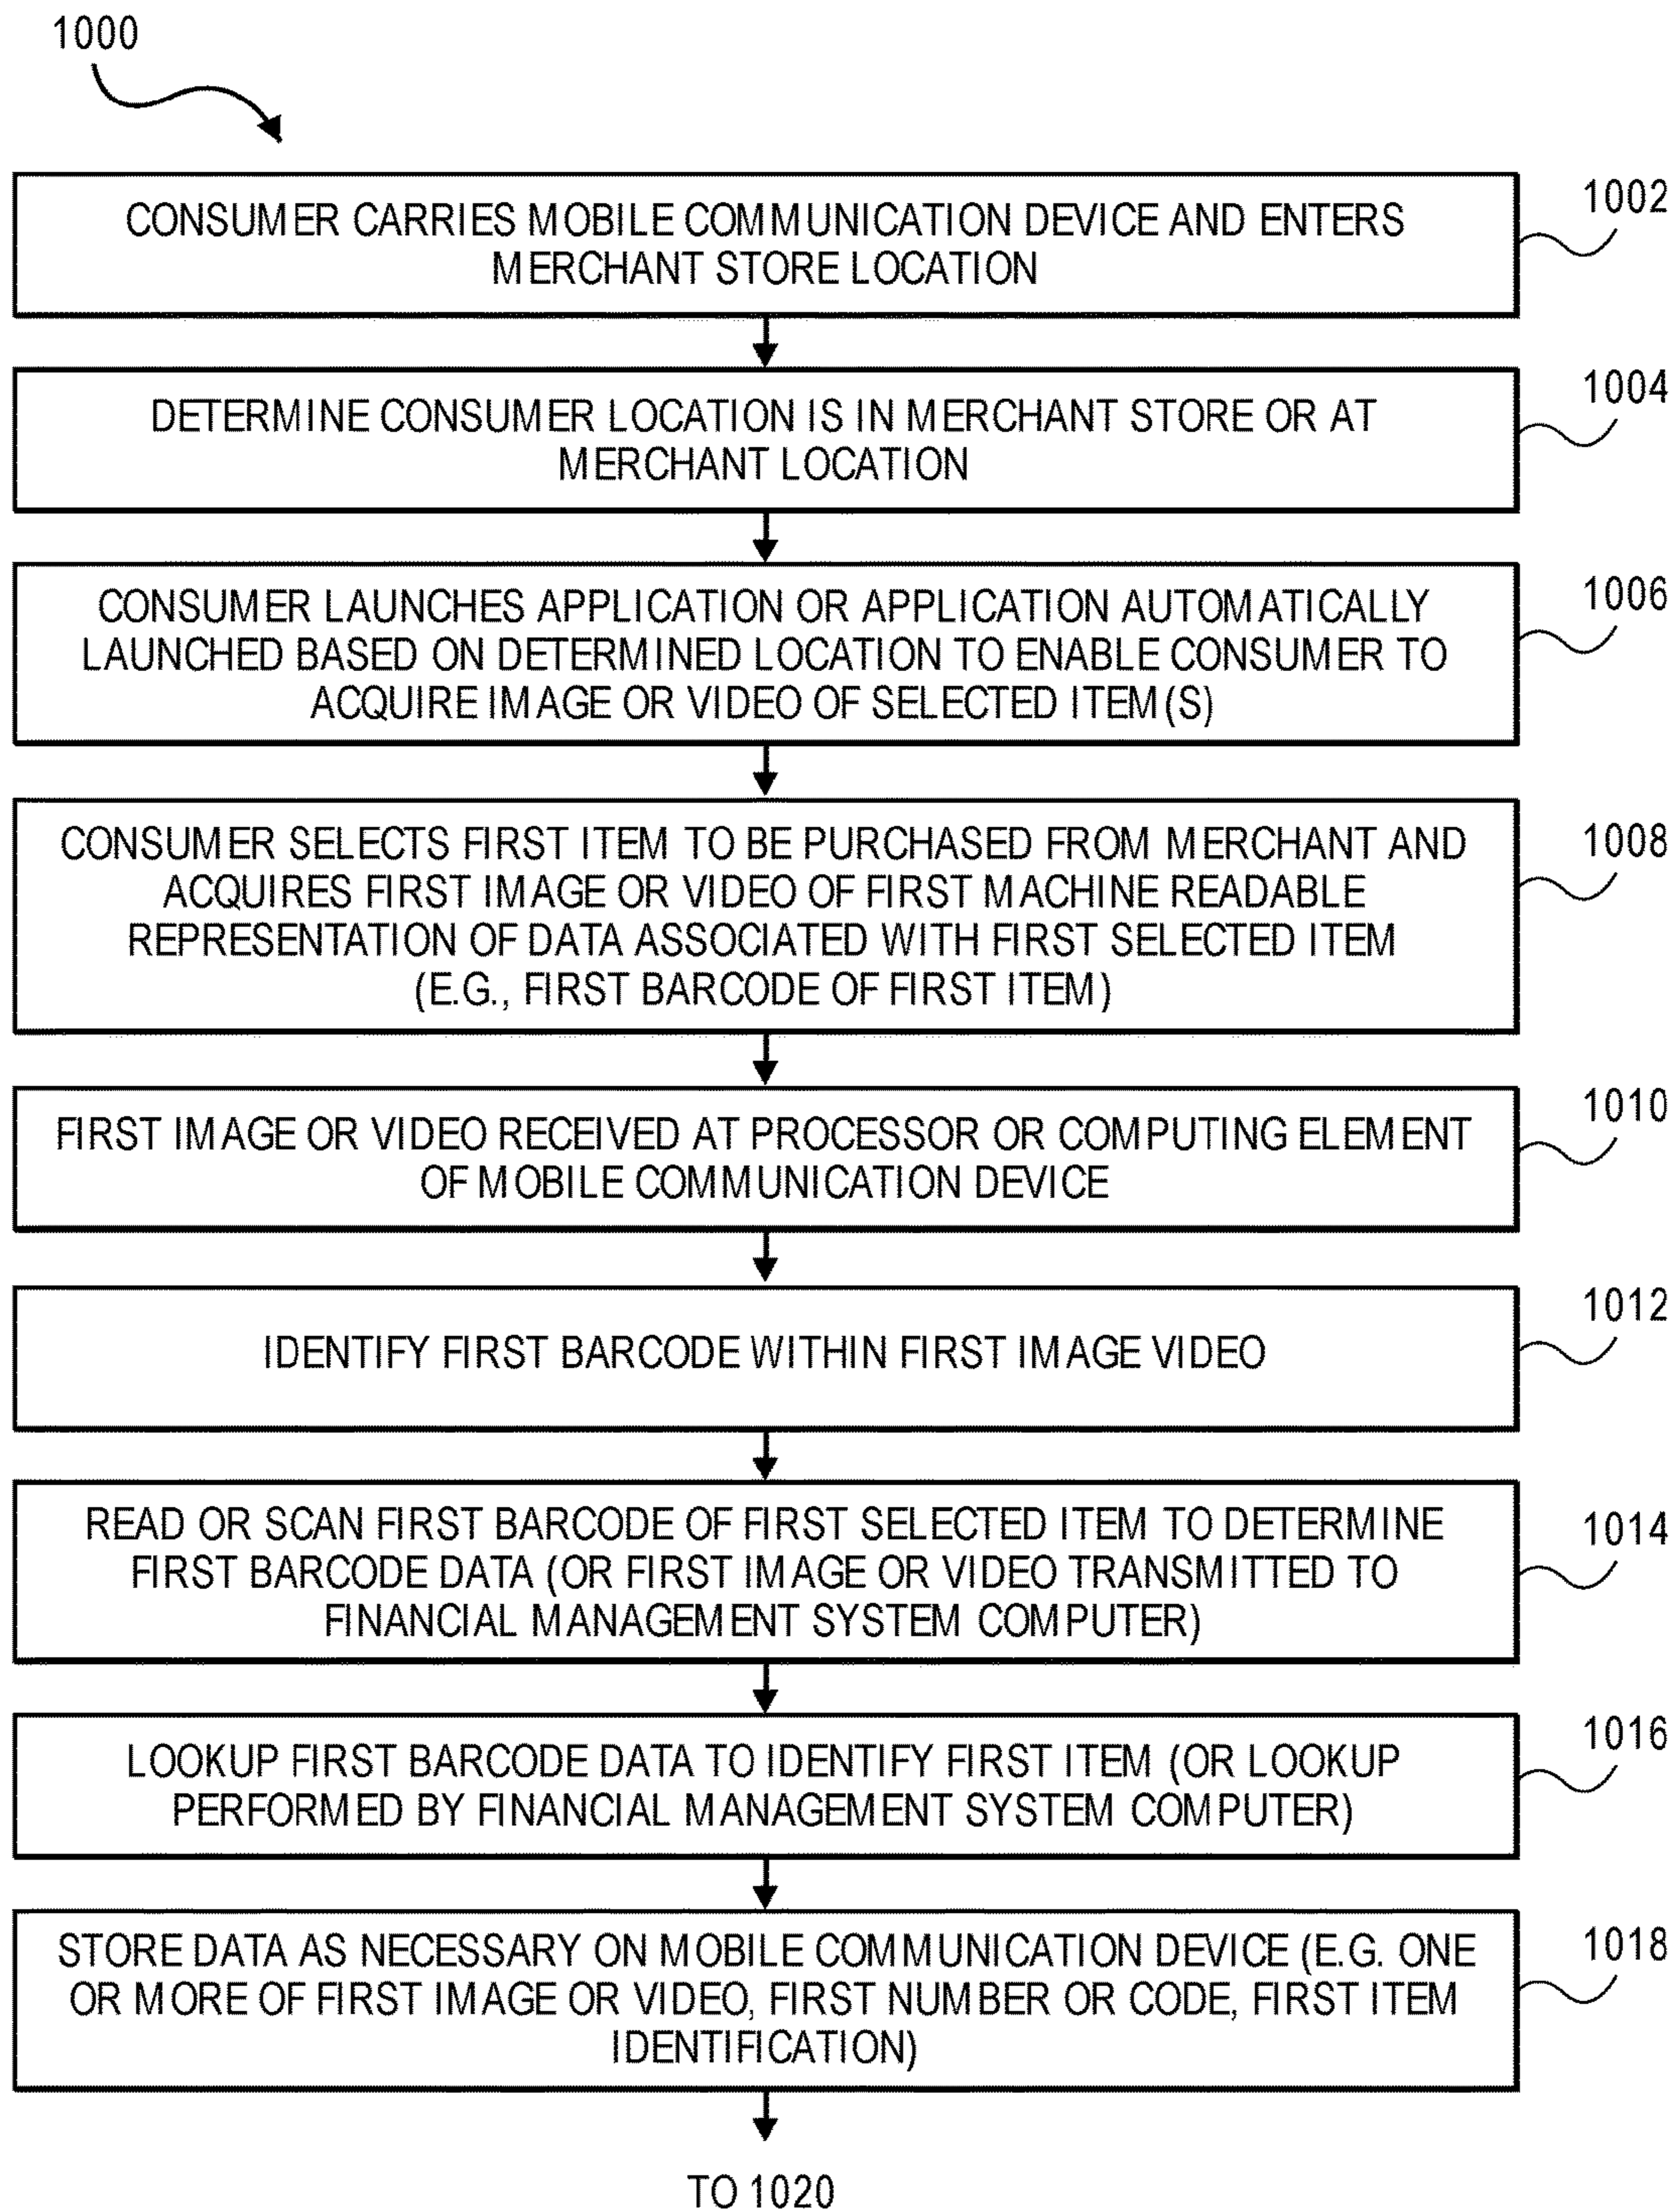 1000
CONSUMER CARRIES MOBILE COMMUNICATION DEVICE AND ENTERS
MERCHANT STORE LOCATION
1002
DETERMINE CONSUMER LOCATION IS IN MERCHANT STORE OR AT
MERCHANT LOCATION
1004
CONSUMER LAUNCHES APPLICATION OR APPLICATION AUTOMATICALLY
LAUNCHED BASED ON DETERMINED LOCATION TO ENABLE CONSUMER TO
ACQUIRE IMAGE OR VIDEO OF SELECTED ITEM(S)
1006
CONSUMER SELECTS FIRST ITEM TO BE PURCHASED FROM MERCHANT AND
ACQUIRES FIRST IMAGE OR VIDEO OF FIRST MACHINE READABLE
REPRESENTATION OF DATA ASSOCIATED WITH FIRST SELECTED ITEM
(E.G., FIRST BARCODE OF FIRST ITEM)
1008
FIRST IMAGE OR VIDEO RECEIVED AT PROCESSOR OR COMPUTING ELEMENT
OF MOBILE COMMUNICATION DEVICE
1010
IDENTIFY FIRST BARCODE WITHIN FIRST IMAGE VIDEO
1012
READ OR SCAN FIRST BARCODE OF FIRST SELECTED ITEM TO DETERMINE
FIRST BARCODE DATA (OR FIRST IMAGE OR VIDEO TRANSMITTED TO
FINANCIAL MANAGEMENT SYSTEM COMPUTER)
1014
LOOKUP FIRST BARCODE DATA TO IDENTIFY FIRST ITEM (OR LOOKUP
PERFORMED BY FINANCIAL MANAGEMENT SYSTEM COMPUTER)
1016
STORE DATA AS NECESSARY ON MOBILE COMMUNICATION DEVICE (E.G. ONE
OR MORE OF FIRST IMAGE OR VIDEO, FIRST NUMBER OR CODE, FIRST ITEM
IDENTIFICATION)
1018
TO 1020